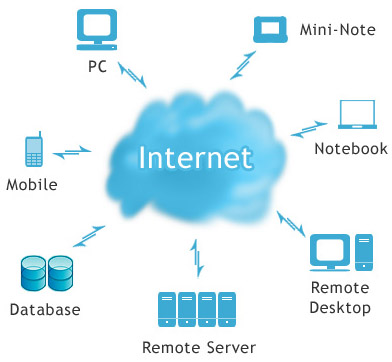 PC
Mini-Note
Internet
Notebook
Mobile
Remote
Desktop
Database
Remote Server